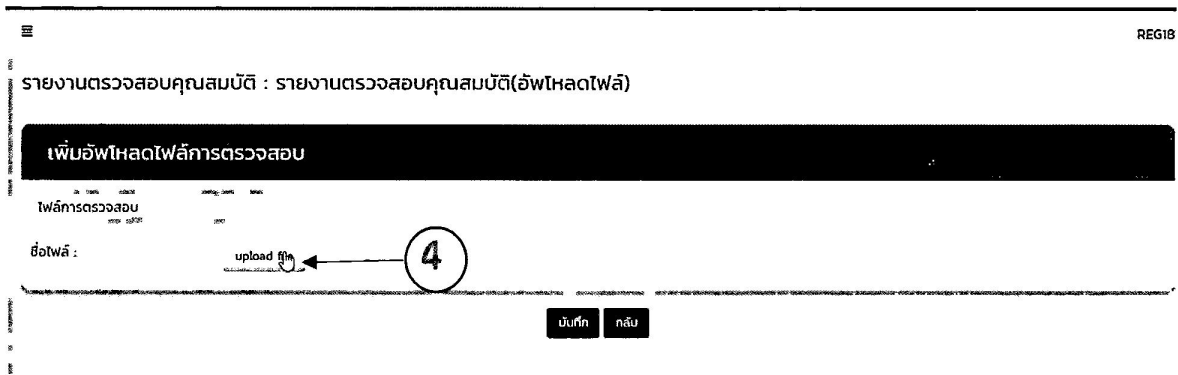 REG18
รายงานตรวจสอบคุณสมบัติ : รายงานตรวจสอบคุณสมบัติ(อัพโหลดไฟล์)
เพิ่มอัพโหลดไฟล์การตรวจสอบ
ไฟล์การตรวจสอบ
ชื่อไฟล์ :
upload file
4
บันทึก
กลับ